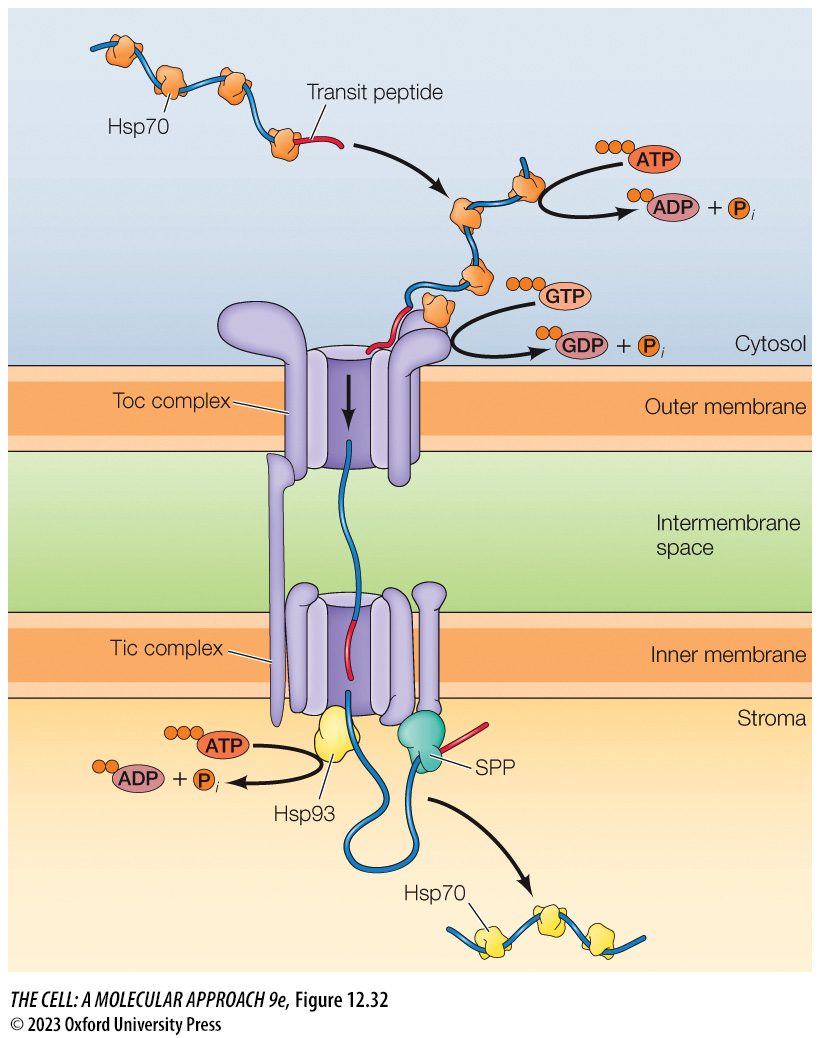 Hsp70
Transit peptide
ATP
ADP + Pi
GTP
GDP + Pi
Cytosol
Toc complex
Outer membrane
Intermembrane
space
Tic complex
Inner membrane
Stroma
ATP
ADP + Pi
SPP
Hsp93
Hsp70
THE CELL: A MOLECULAR APPROACH 9e, Figure 12.32
© 2023 Oxford University Press